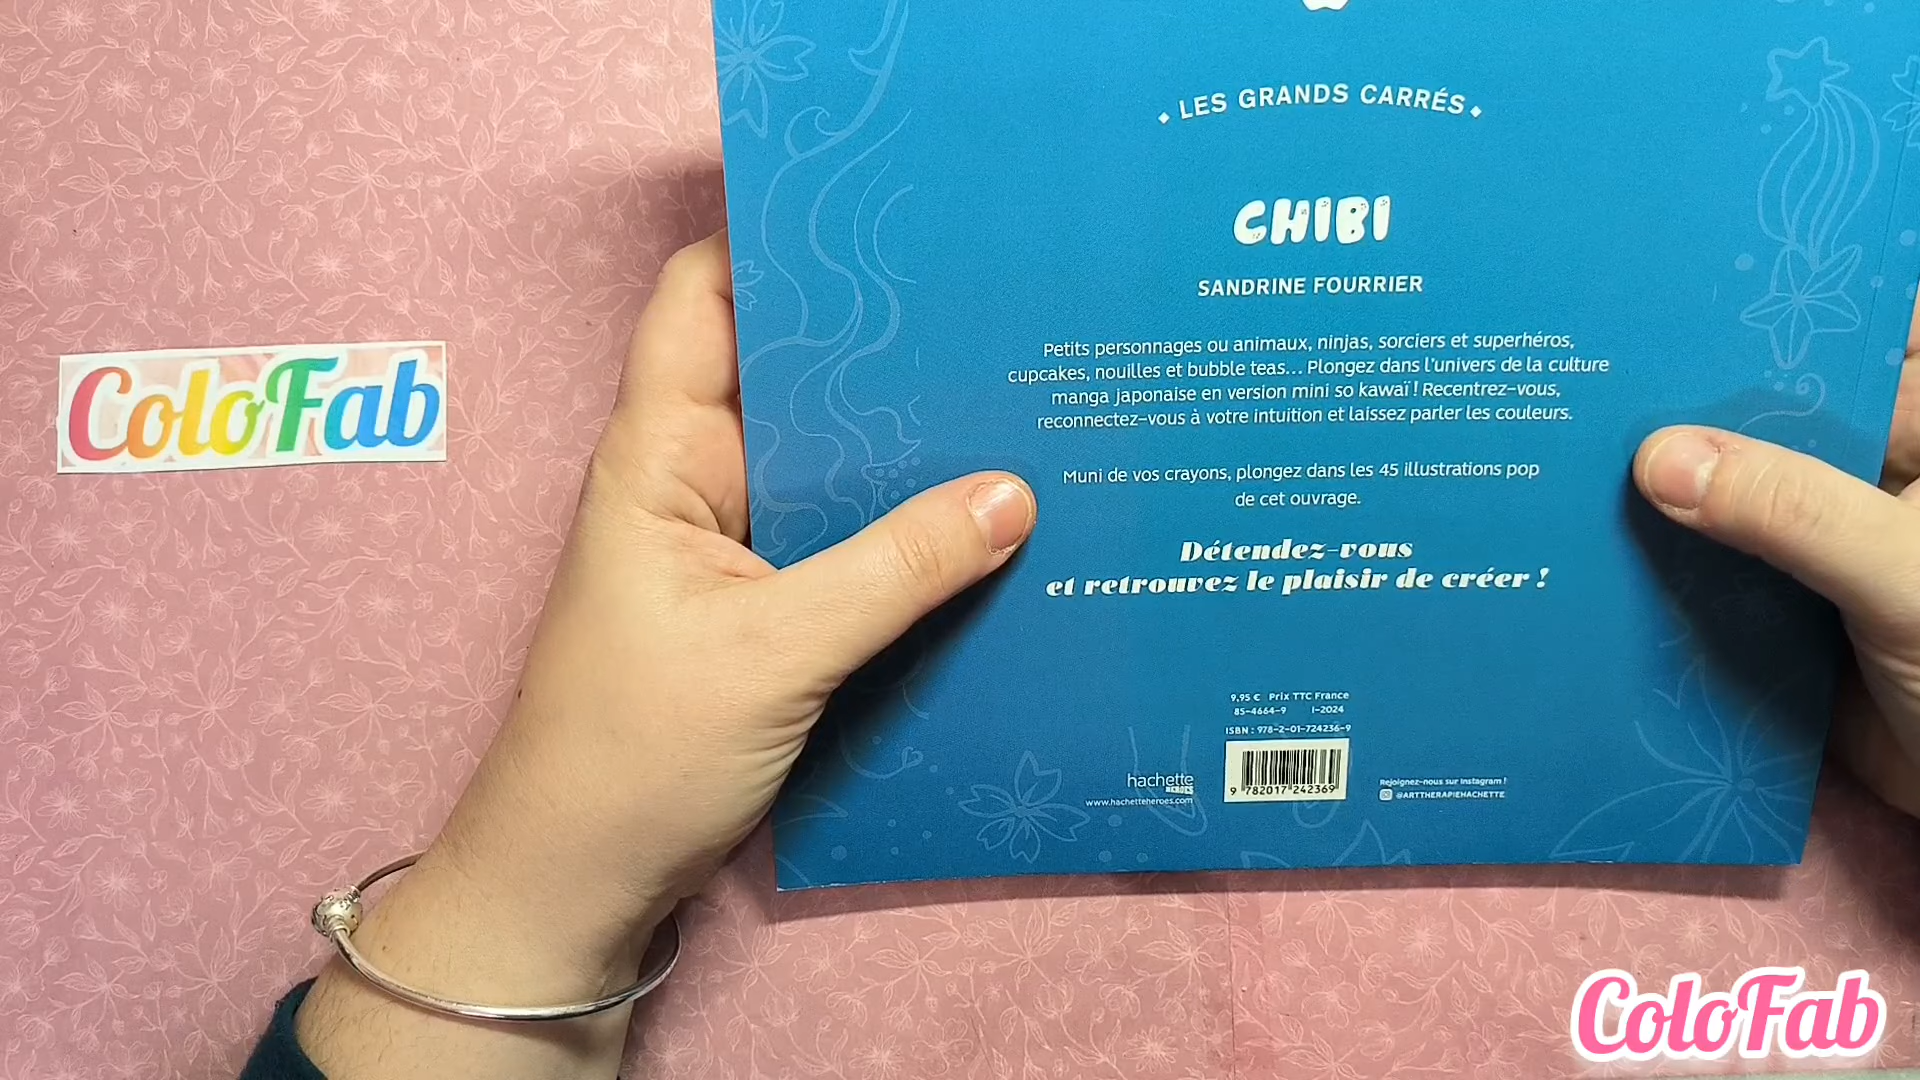 LES GRANDS CARRÉS
CHIBI
SANDRINE FOURRIER
Petits personnages ou animaux, ninjas, sorciers et superhéros,
cupcakes, nouilles et bubble teas... Plongez dans l'univers de la culture
manga japonaise en version mini so kawaï ! Recentrez-vous,
reconnectez-vous à votre intuition et laissez parler les couleurs.
Muni de vos crayons, plongez dans les 45 illustrations pop
de cet ouvrage.
Détendez-vous
et retrouvez le plaisir de créer !
9,95 € Prix TTC France
85-4664-9 I-2024
ISBN : 978-2-01-724236-9
9 782017 242369
hachette
HEROES
www.hachetteheroes.com
Rejoignez-nous sur Instagram !
@ARTTHERAPIEHACHETTE
ColoFab
ColoFab